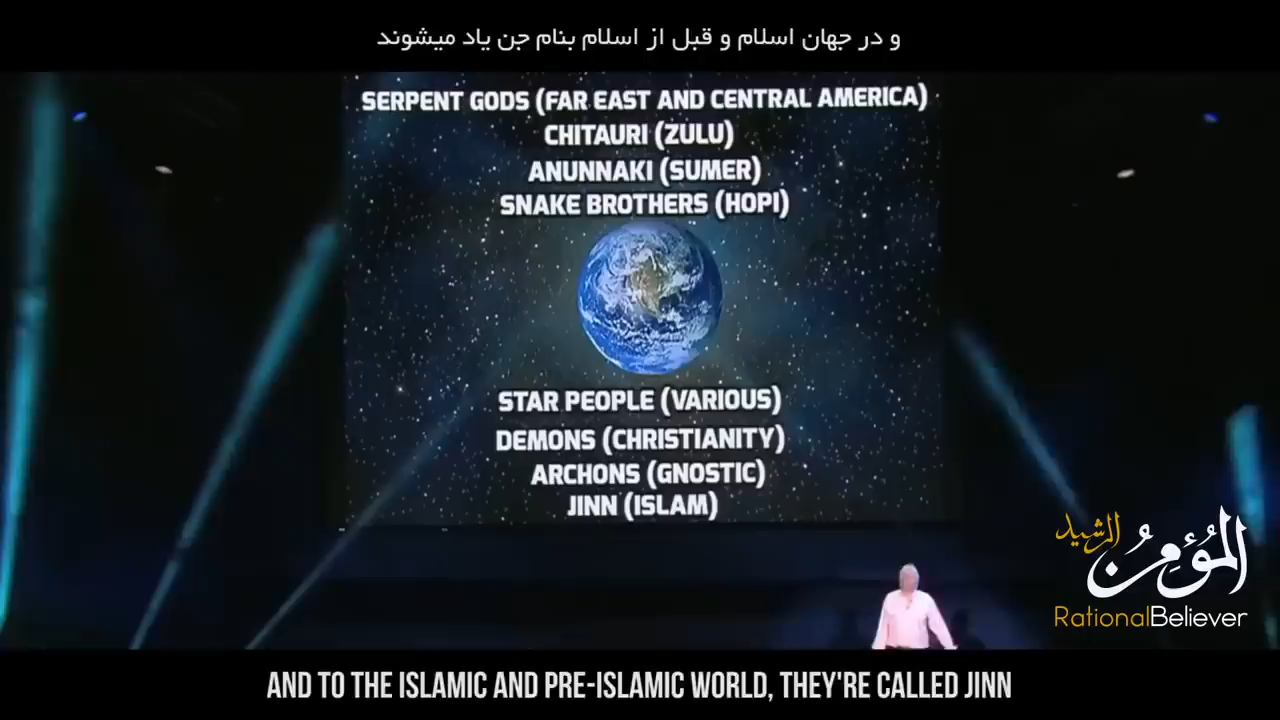 و در جهان اسلام و قبل از اسلام بنام جن یاد میشوند
SERPENT GODS (FAR EAST AND CENTRAL AMERICA)
CHITAURI (ZULU)
ANUNNAKI (SUMER)
SNAKE BROTHERS (HOPI)
STAR PEOPLE (VARIOUS)
DEMONS (CHRISTIANITY)
ARCHONS (GNOSTIC)
JINN (ISLAM)
المؤمن الرشيد
RationalBeliever
AND TO THE ISLAMIC AND PRE-ISLAMIC WORLD, THEY'RE CALLED JINN